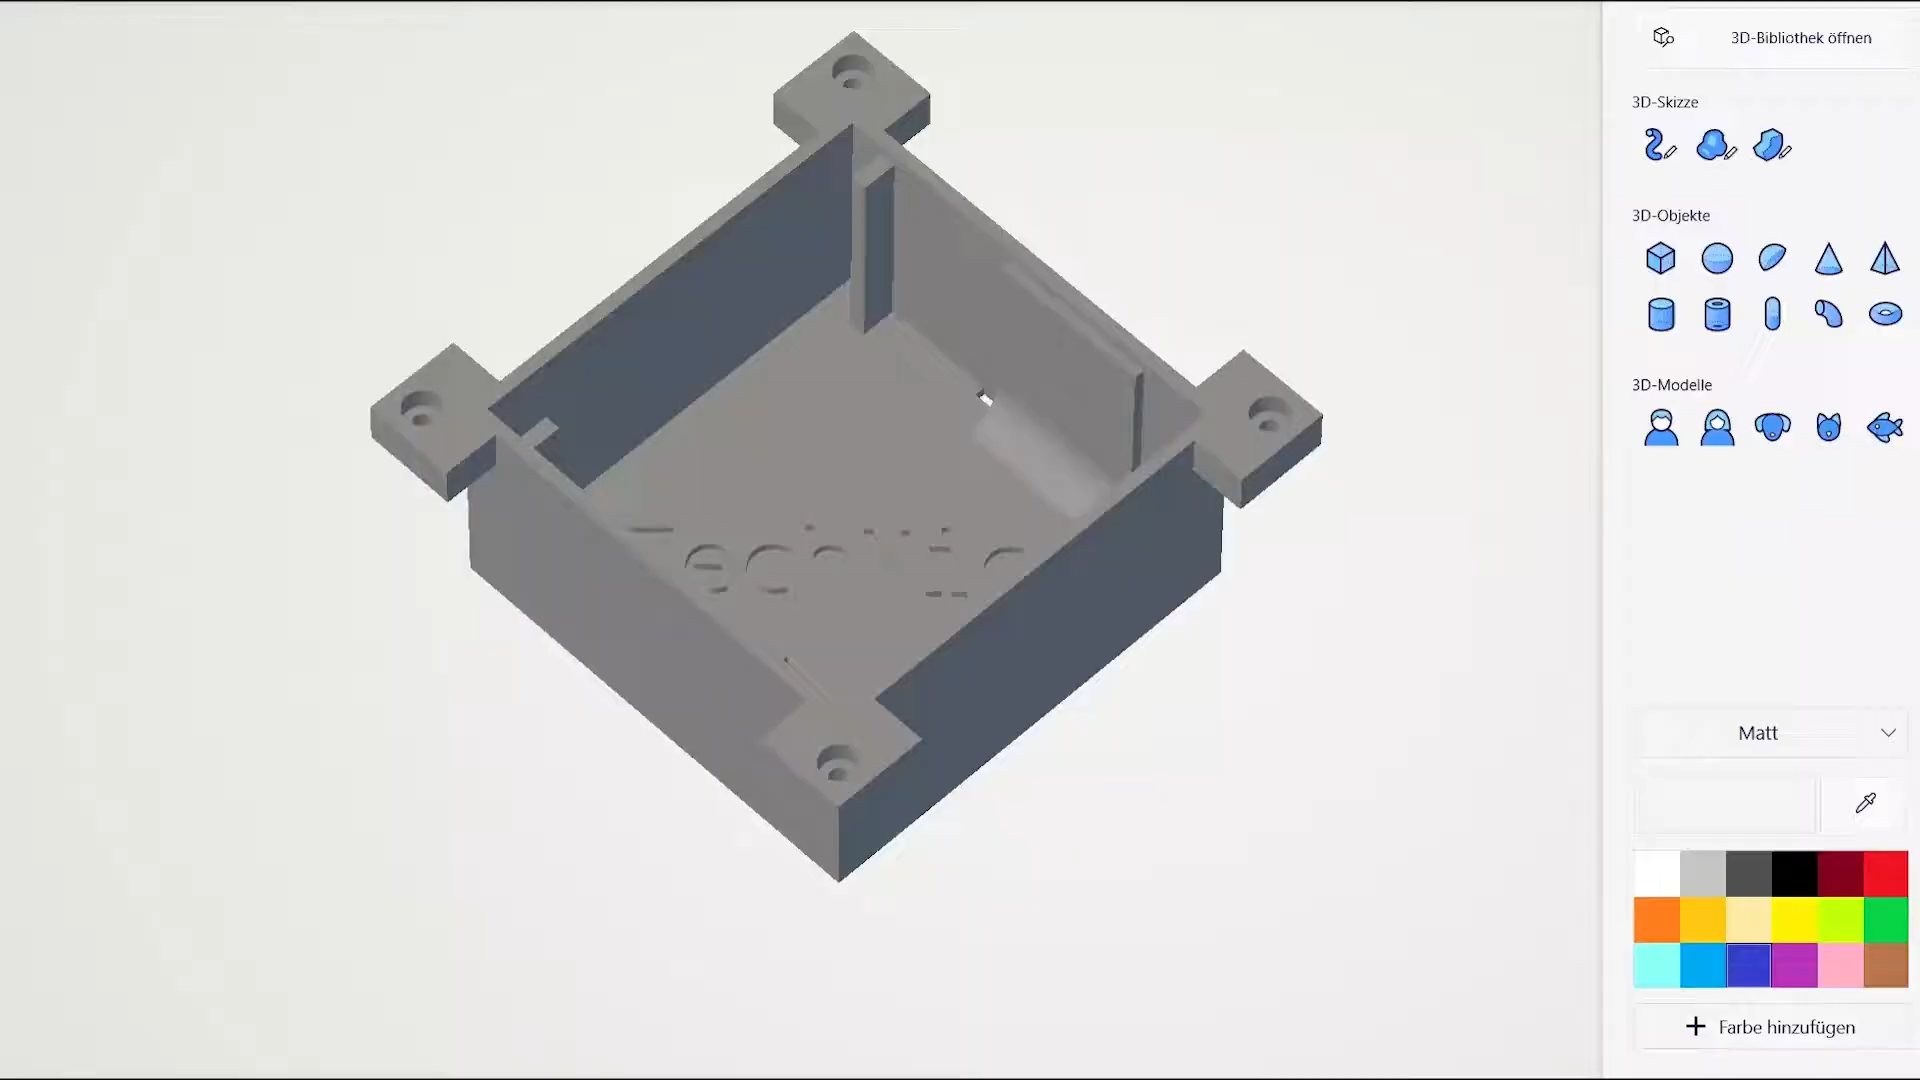 3D-Bibliothek öffnen
3D-Skizze
3D-Objekte
3D-Modelle
Matt
Farbe hinzufügen